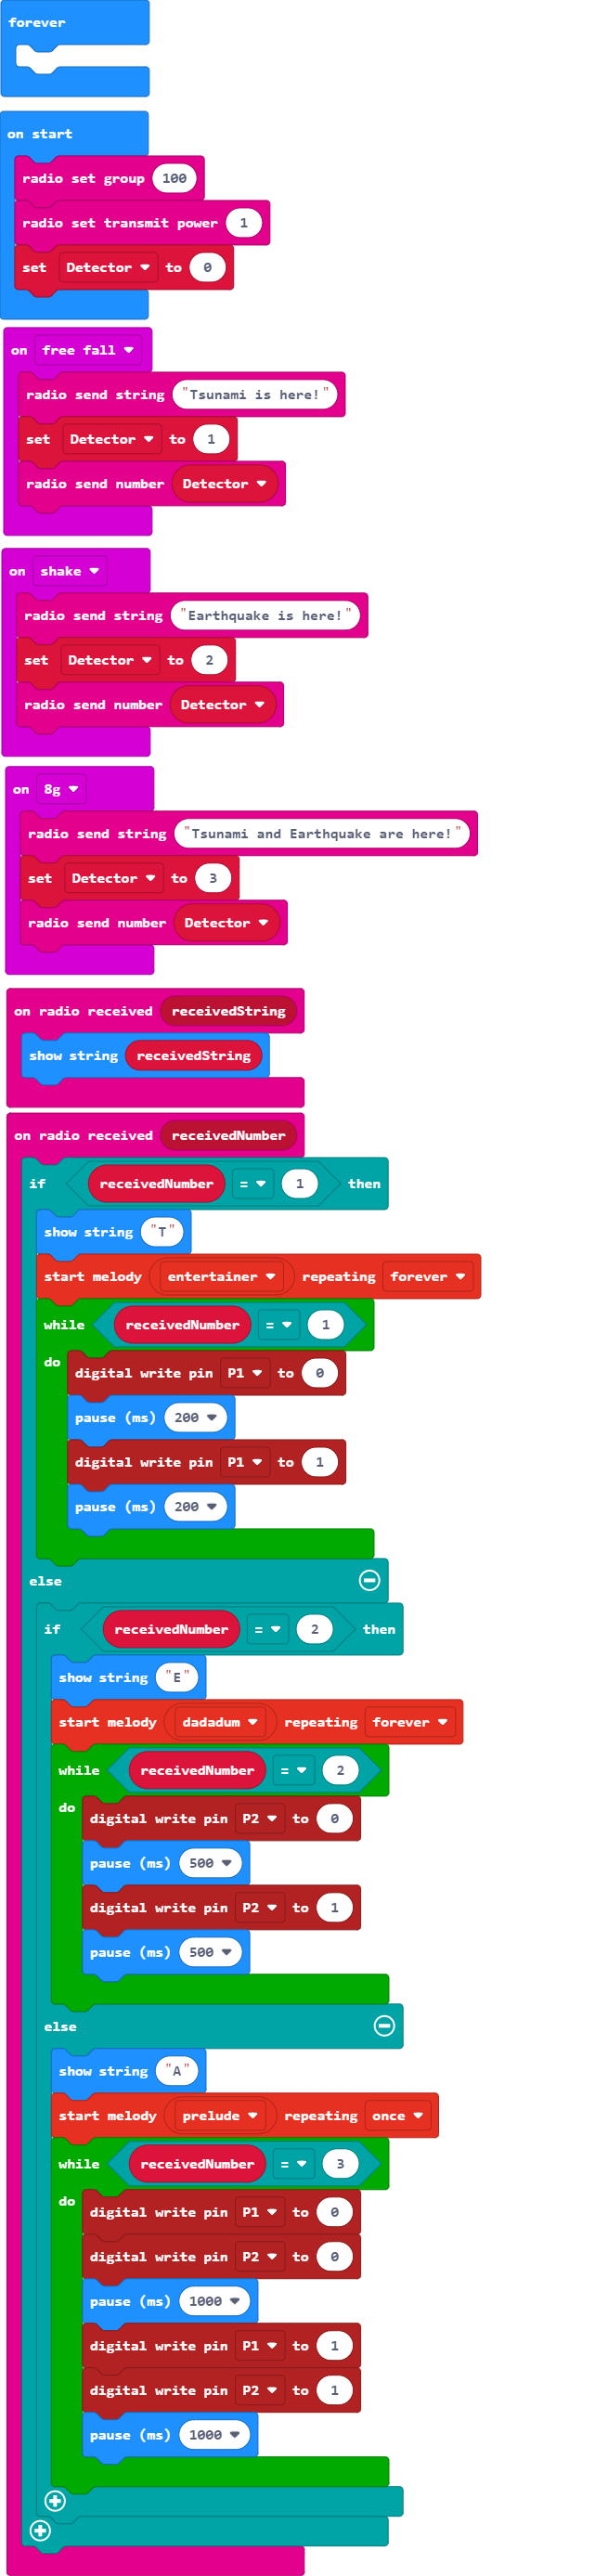 forever
on start
radio set group 100
radio set transmit power 1
set Detector to 0
on free fall
radio send string "Tsunami is here!"
set Detector to 1
radio send number Detector
on shake
radio send string "Earthquake is here!"
set Detector to 2
radio send number Detector
on 8g
radio send string "Tsunami and Earthquake are here!"
set Detector to 3
radio send number Detector
on radio received receivedString
show string receivedString
on radio received receivedNumber
if receivedNumber = 1 then
show string "T"
start melody entertainer repeating forever
while receivedNumber = 1
do
digital write pin P1 to 0
pause (ms) 200
digital write pin P1 to 1
pause (ms) 200
else
if receivedNumber = 2 then
show string "E"
start melody dadadum repeating forever
while receivedNumber = 2
do
digital write pin P2 to 0
pause (ms) 500
digital write pin P2 to 1
pause (ms) 500
else
show string "A"
start melody prelude repeating once
while receivedNumber = 3
do
digital write pin P1 to 0
digital write pin P2 to 0
pause (ms) 1000
digital write pin P1 to 1
digital write pin P2 to 1
pause (ms) 1000